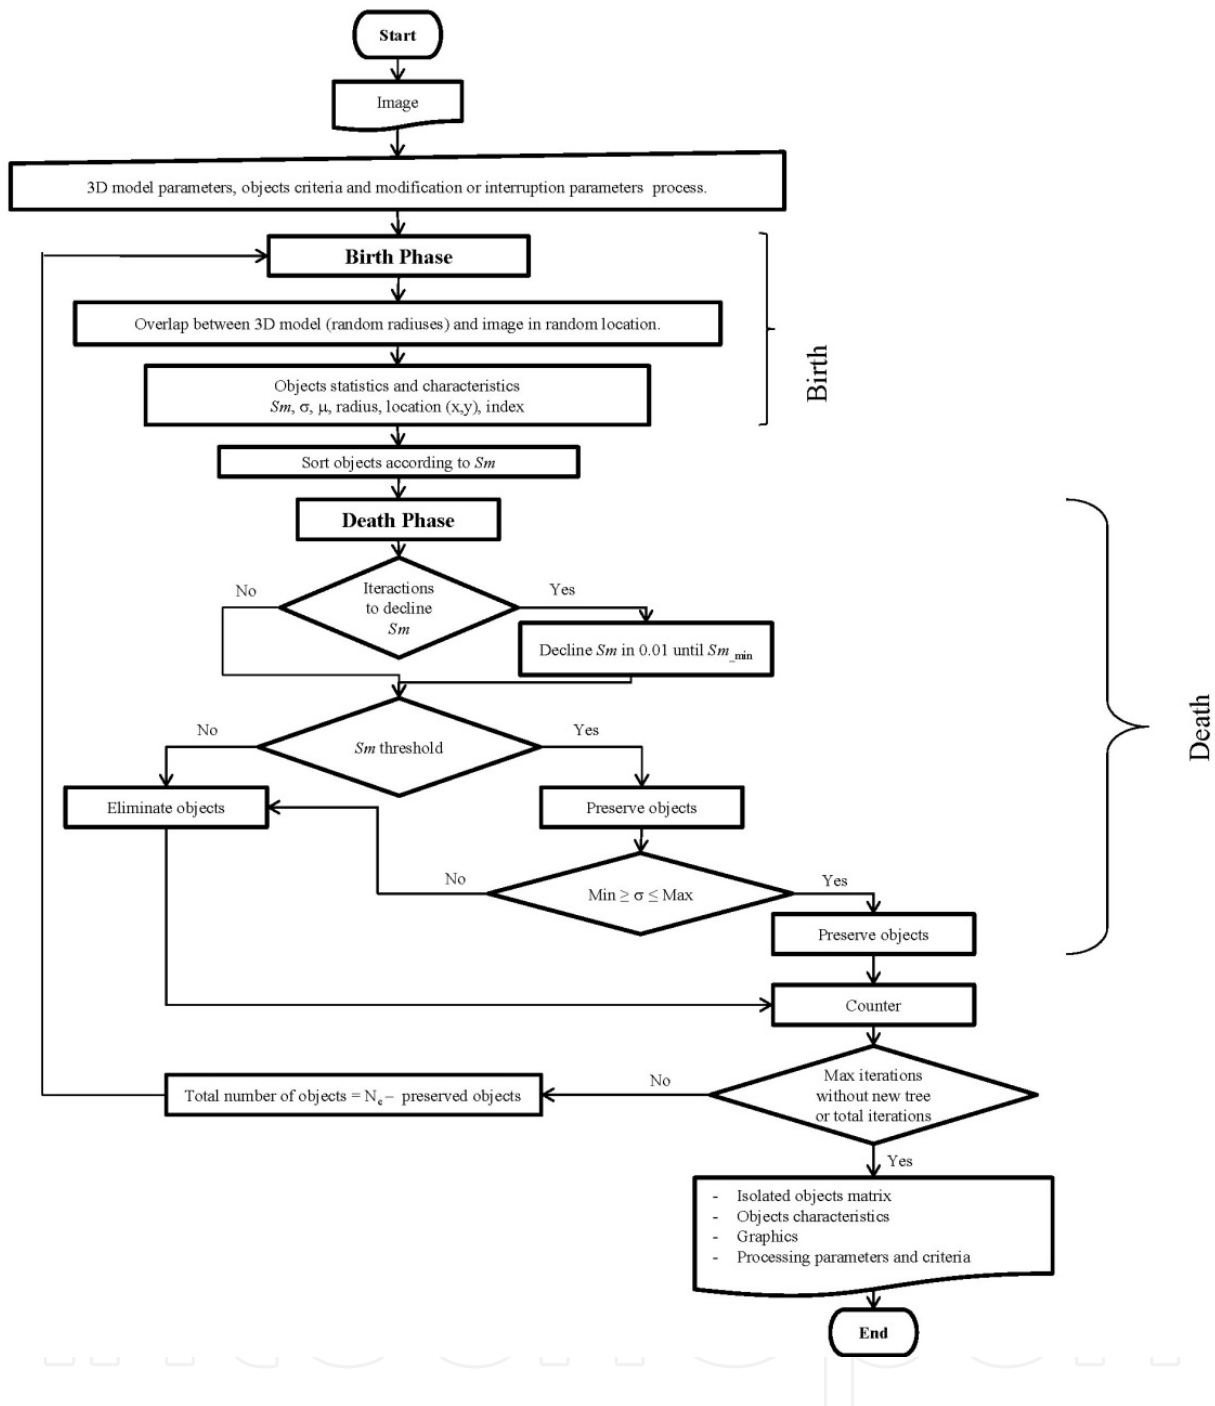 Start
Image
3D model parameters, objects criteria and modification or interruption parameters process.
Birth Phase
Overlap between 3D model (random radiuses) and image in random location.
Objects statistics and characteristics
Sm, σ, μ, radius, location (x,y), index
Birth
Sort objects according to Sm
Death Phase
Iteractions
to decline
Sm
No
Yes
Decline Sm in 0.01 until Sm_min
Sm threshold
No
Yes
Death
Eliminate objects
Preserve objects
Min ≥ σ ≤ Max
No
Yes
Preserve objects
Counter
Max iterations
without new tree
or total iterations
No
Total number of objects = Nc – preserved objects
Yes
- Isolated objects matrix
- Objects characteristics
- Graphics
- Processing parameters and criteria
End